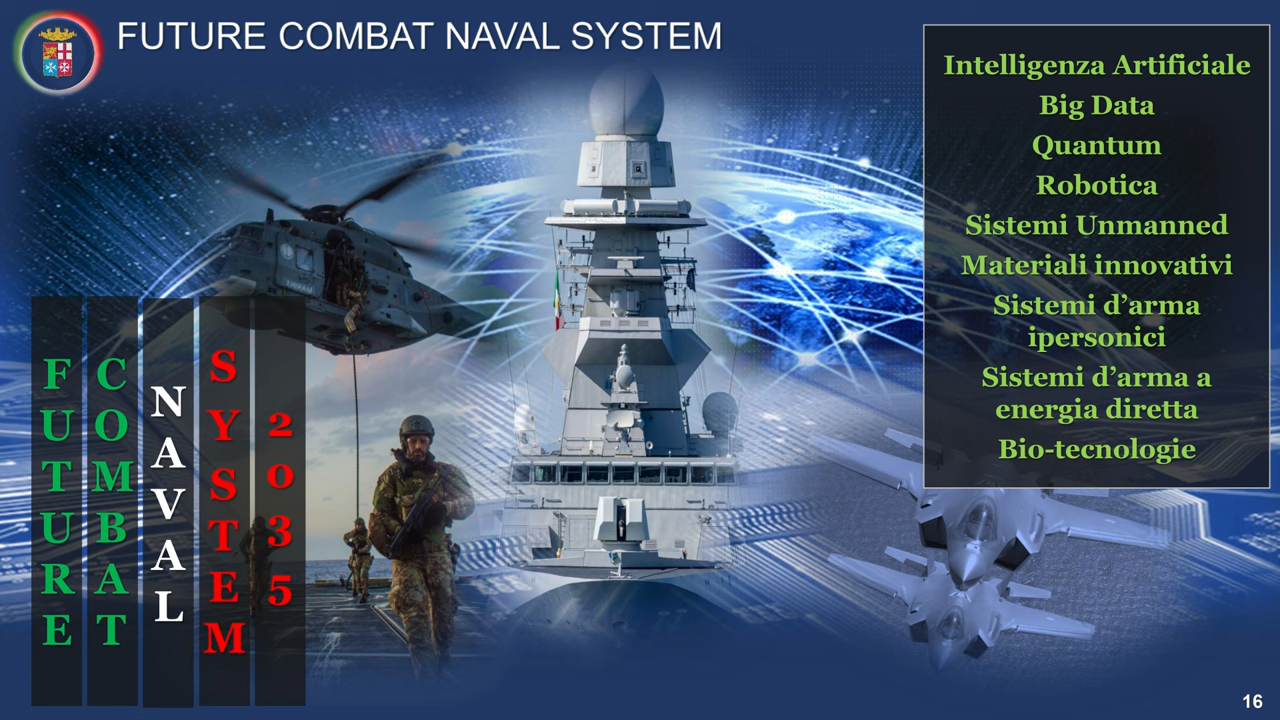 FUTURE COMBAT NAVAL SYSTEM
Intelligenza Artificiale
Big Data
Quantum
Robotica
Sistemi Unmanned
Materiali innovativi
Sistemi d’arma
ipersonici
Sistemi d’arma a
energia diretta
Bio-tecnologie
FUTURE
COMBAT
NAVAL
SYSTEM
2035
16